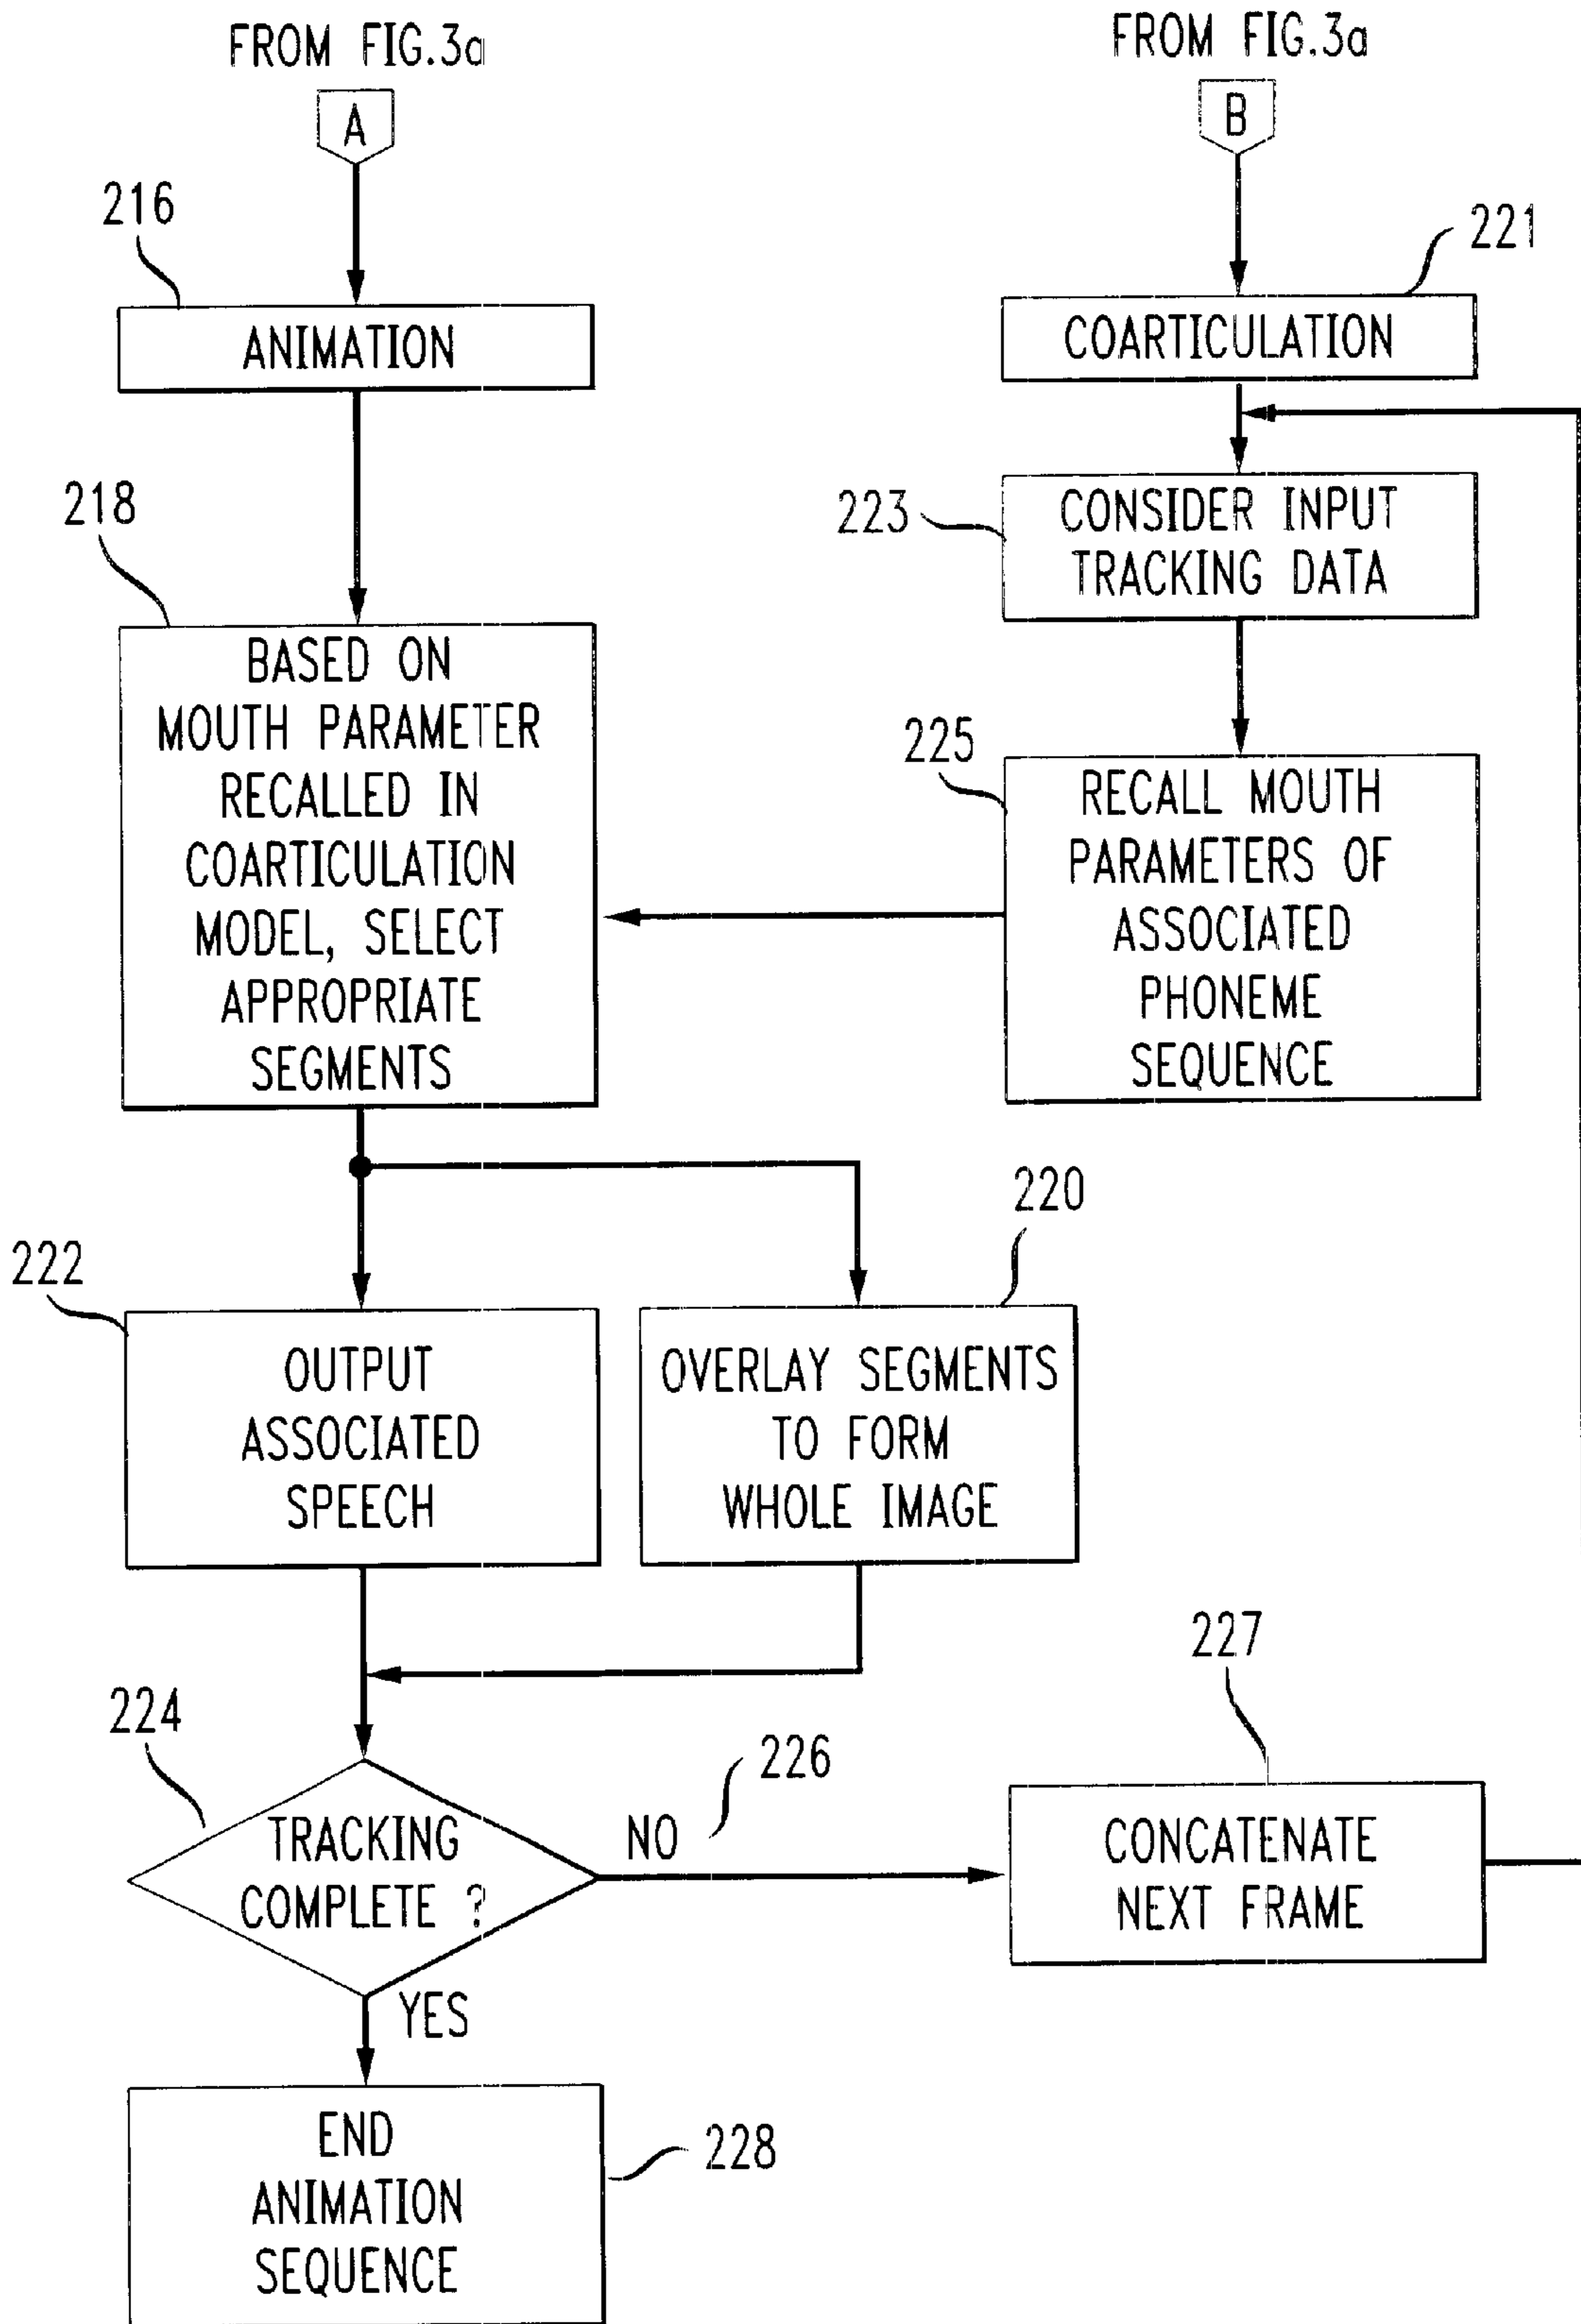 FROM FIG.3a
A
216
ANIMATION
218
BASED ON
MOUTH PARAMETER
RECALLED IN
COARTICULATION
MODEL, SELECT
APPROPRIATE
SEGMENTS
FROM FIG.3a
B
221
COARTICULATION
223
CONSIDER INPUT
TRACKING DATA
225
RECALL MOUTH
PARAMETERS OF
ASSOCIATED
PHONEME
SEQUENCE
222
OUTPUT
ASSOCIATED
SPEECH
220
OVERLAY SEGMENTS
TO FORM
WHOLE IMAGE
224
TRACKING
COMPLETE ?
NO
226
227
CONCATENATE
NEXT FRAME
YES
END
ANIMATION
SEQUENCE
228